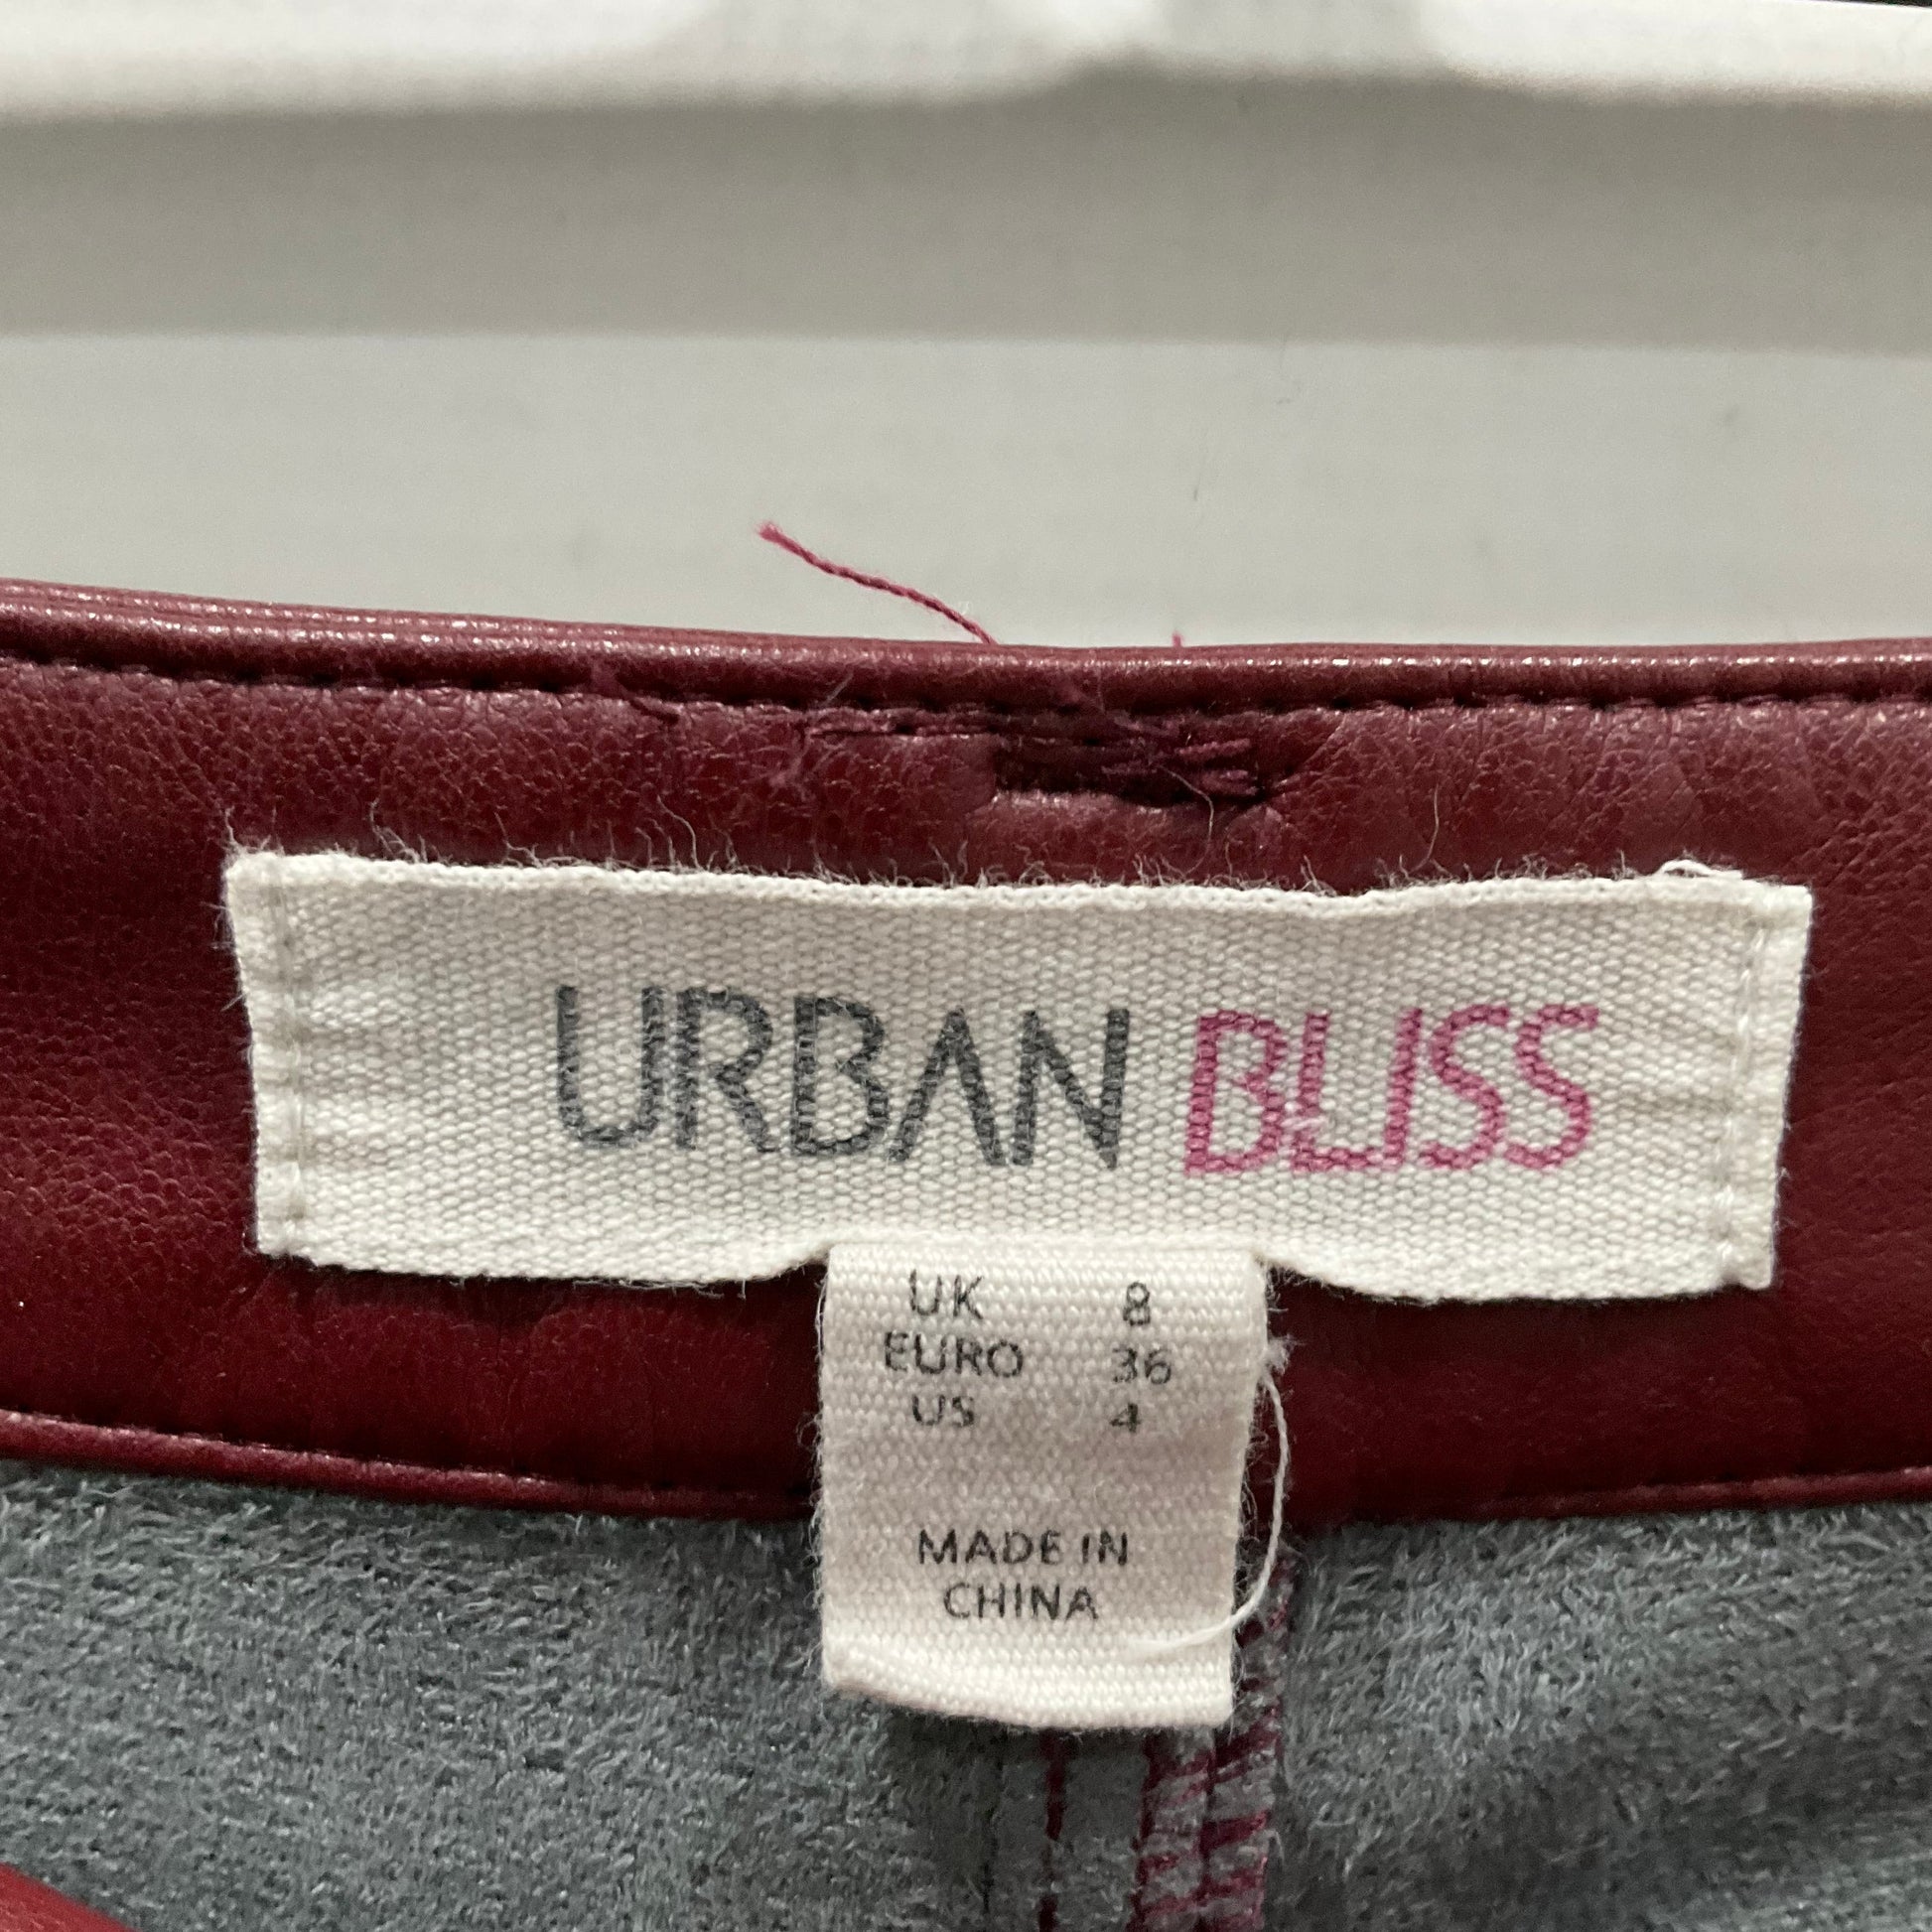 URBAN BLISS
UK 8
EURO 36
US 4
MADE IN
CHINA